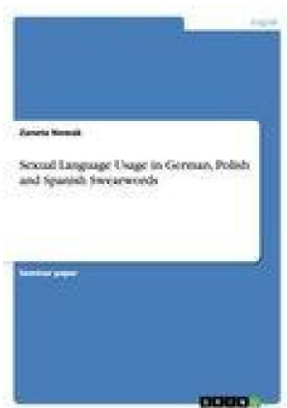 English
Zaneta Nowak
Sexual Language Usage in German, Polish
and Spanish Swearwords
Seminar paper